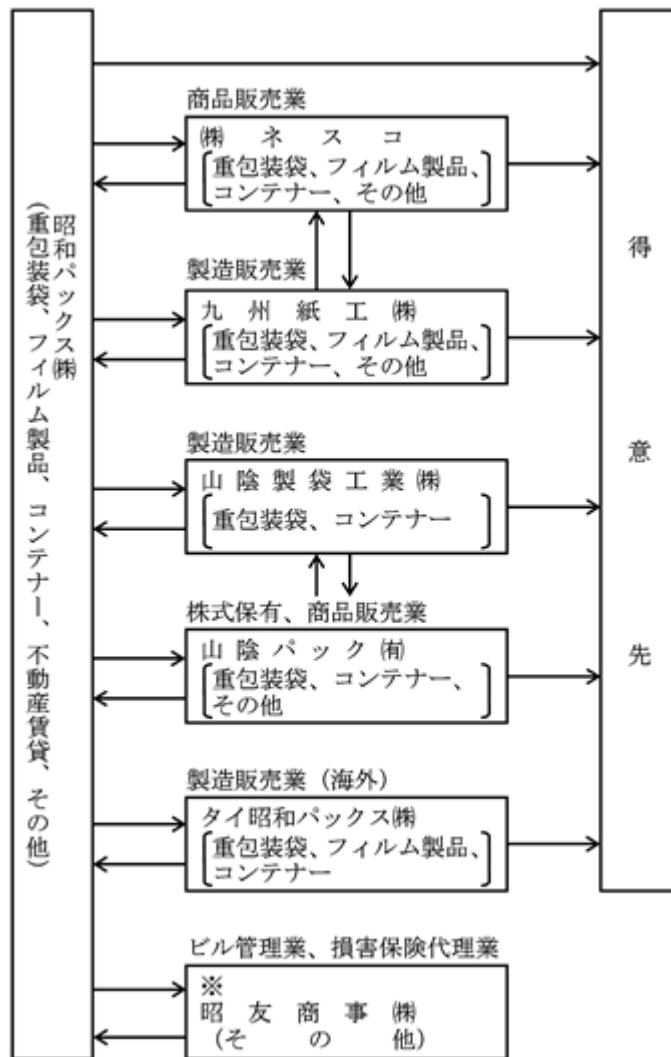 昭和パックス㈱
(重包装袋、フィルム製品、コンテナー、不動産賃貸、その他)
商品販売業
㈱ネスコ
重包装袋、フィルム製品、
コンテナー、その他
製造販売業
九州紙工㈱
重包装袋、フィルム製品、
コンテナー、その他
製造販売業
山陰製袋工業㈱
重包装袋、コンテナー
株式保有、商品販売業
山陰パック㈲
重包装袋、コンテナー、
その他
製造販売業（海外）
タイ昭和パックス㈱
重包装袋、フィルム製品、
コンテナー
ビル管理業、損害保険代理業
※
昭友商事㈱
(その他)
得意先